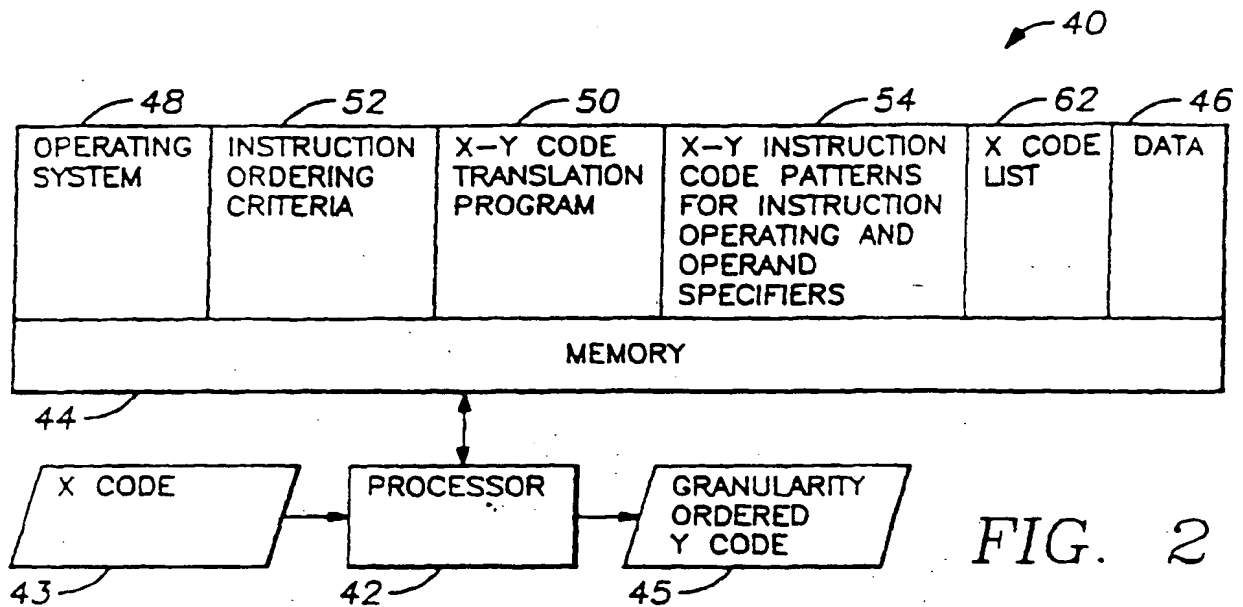 40
48
52
50
54
62
46
OPERATING
SYSTEM
INSTRUCTION
ORDERING
CRITERIA
X-Y CODE
TRANSLATION
PROGRAM
X-Y INSTRUCTION
CODE PATTERNS
FOR INSTRUCTION
OPERATING AND
OPERAND
SPECIFIERS
X CODE
LIST
DATA
MEMORY
44
X CODE
PROCESSOR
GRANULARITY
ORDERED
Y CODE
43
42
45
FIG. 2